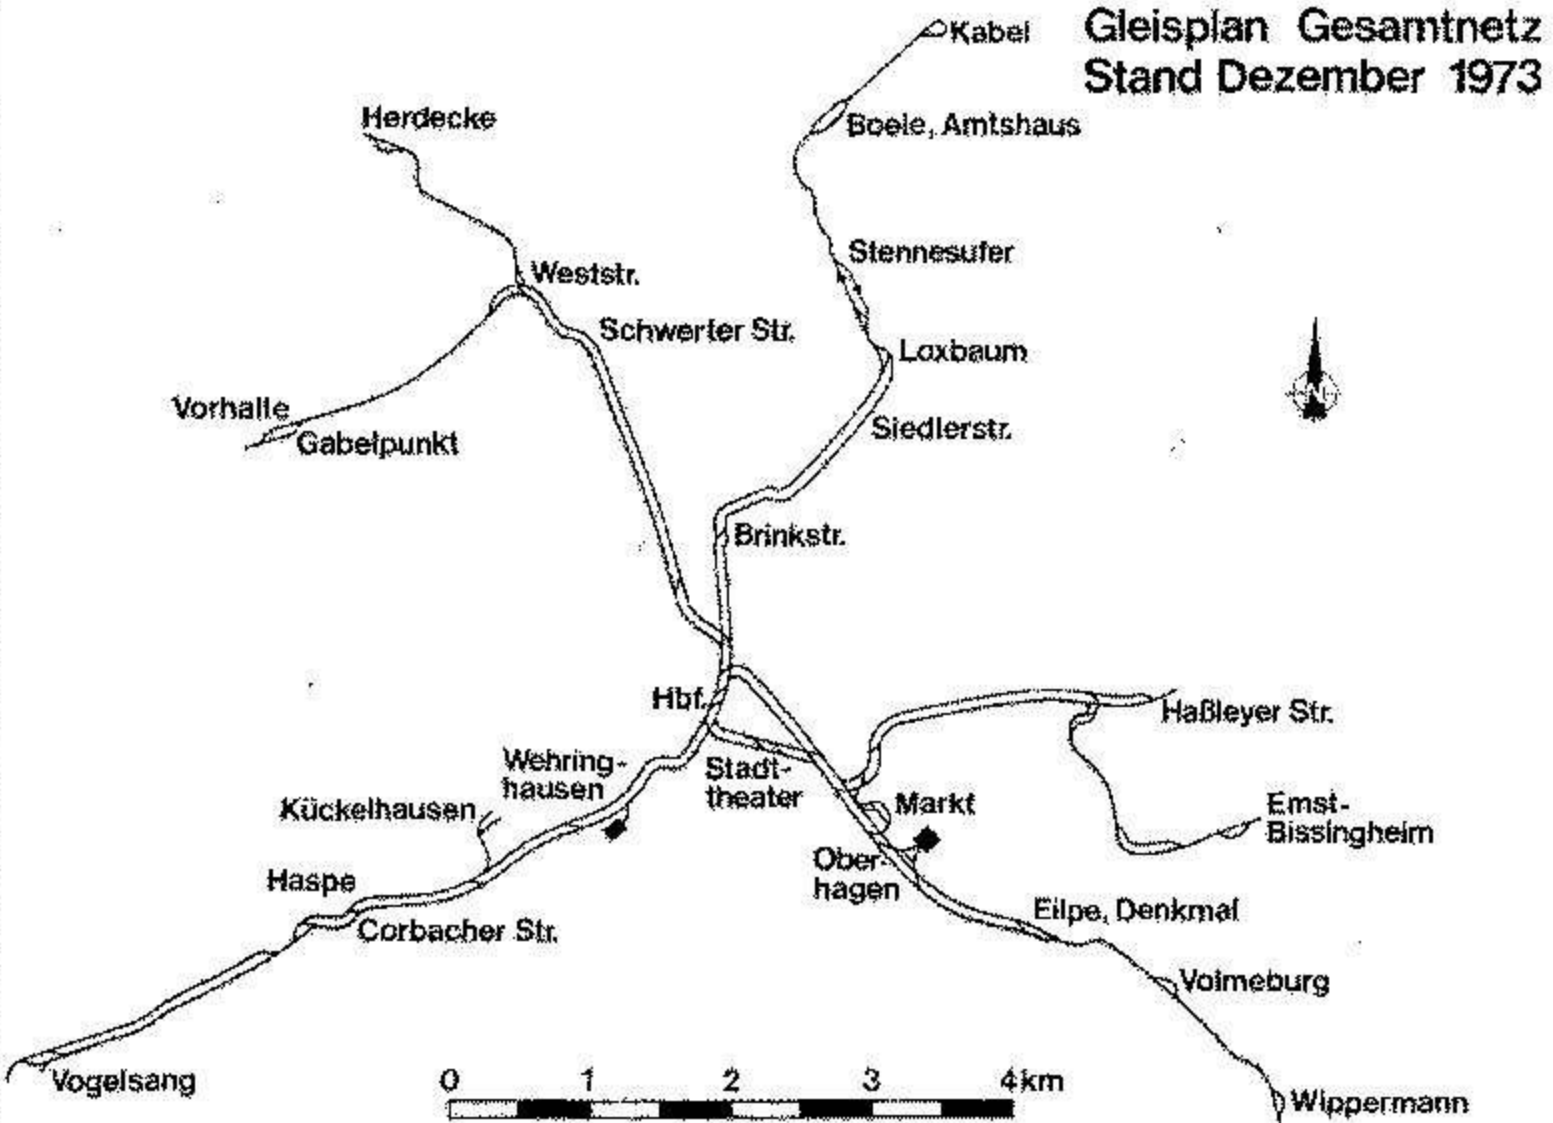 Gleisplan Gesamtnetz
Stand Dezember 1973
Kabel
Herdecke
Boele, Amtshaus
Stennesufer
Weststr.
Schwerter Str.
Loxbaum
Vorhalle
Siedlerstr.
Gabelpunkt
Brinkstr.
Hbf.
Haßleyer Str.
Wehring-
hausen
Stadt-
theater
Kückelhausen
Markt
Emst-
Bissingheim
Ober-
hagen
Haspe
Eilpe, Denkmal
Corbacher Str.
Volmeburg
Vogelsang
0 1 2 3 4 km
Wippermann